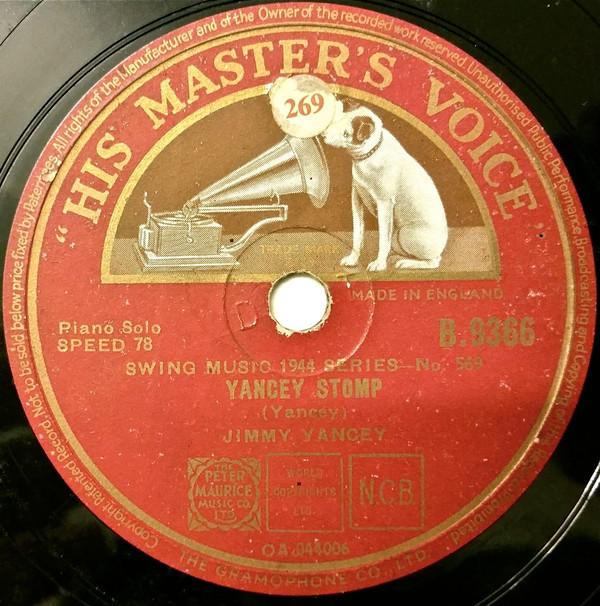 Copyright Patented Record. Not to be sold below price fixed by Patentees. All rights of the Manufacturer and of the Owner of the recorded work reserved. Unauthorised Public Performance, Broadcasting and Copying of
prohibited
"HIS MASTER'S VOICE"
269
TRADE MARK
MADE IN ENGLAND
Piano Solo
SPEED 78
B.9366
SWING MUSIC 1944 SERIES—No. 569
YANCEY STOMP
(Yancey)
JIMMY YANCEY
THE PETER MAURICE MUSIC CO. LTD
WORLD COPYRIGHTS LTD.
N.C.B
OA 044006
THE GRAMOPHONE CO., LTD.